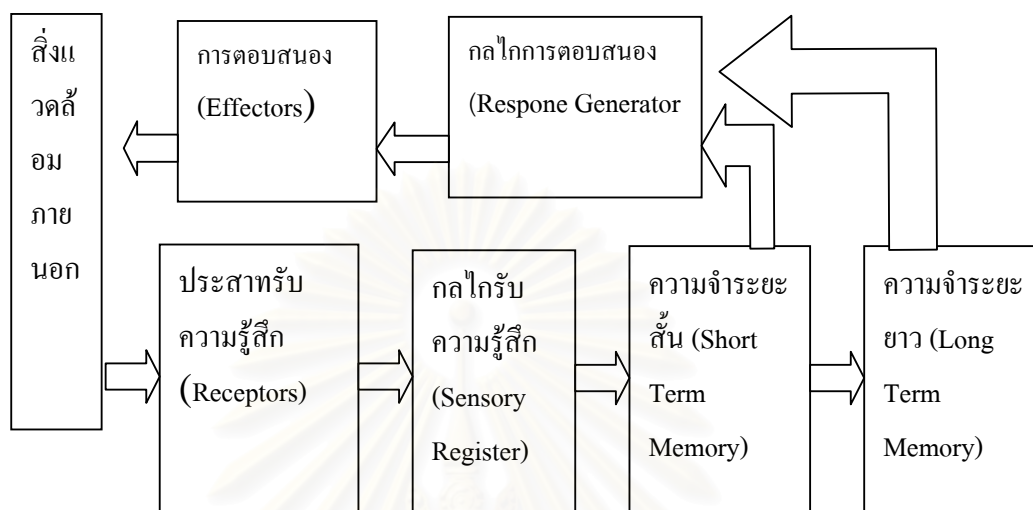 สิ่งแ
วดล้
อม
ภาย
นอก
การตอบสนอง
(Effectors)
กลไกการตอบสนอง
(Respone Generator
ประสาทรับ
ความรู้สึก
(Receptors)
กลไกรับ
ความรู้สึก
(Sensory
Register)
ความจำระยะ
สั้น (Short
Term
Memory)
ความจำระยะ
ยาว (Long
Term
Memory)